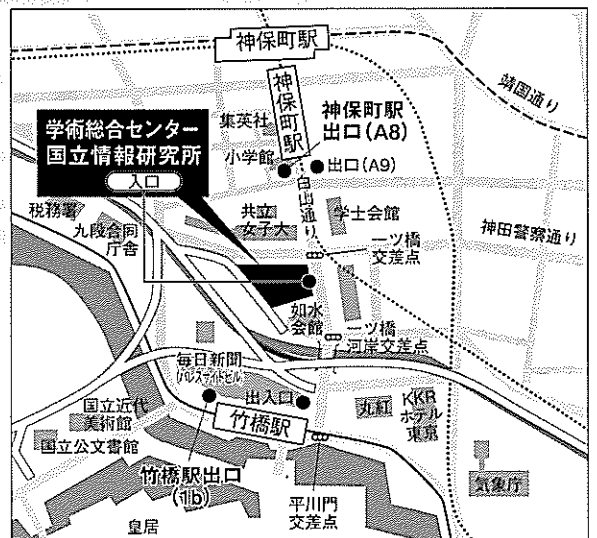 神保町駅
神保町駅
靖国通り
集英社
神保町駅
出口(A8)
学術総合センター
国立情報研究所
入口
小学館
出口(A9)
白山通り
税務署
九段合同
庁舎
共立
女子大
学士会館
神田警察通り
一ツ橋
交差点
如水
会館
一ツ橋
河岸交差点
毎日新聞
(パレスサイドビル)
出入口
丸紅
KKR
ホテル
東京
国立近代
美術館
竹橋駅
国立公文書館
竹橋駅出口
(1b)
平川門
交差点
気象庁
皇居